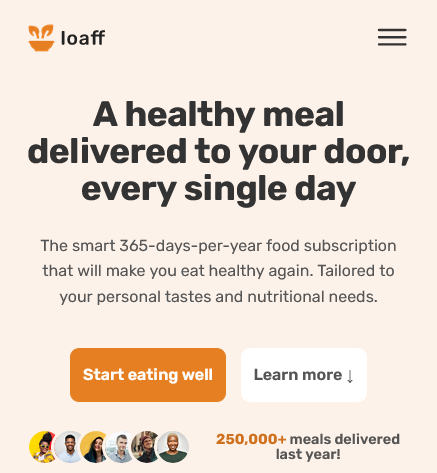 loaff
A healthy meal
delivered to your door,
every single day
The smart 365-days-per-year food subscription
that will make you eat healthy again. Tailored to
your personal tastes and nutritional needs.
Start eating well
Learn more ↓
250,000+ meals delivered
last year!